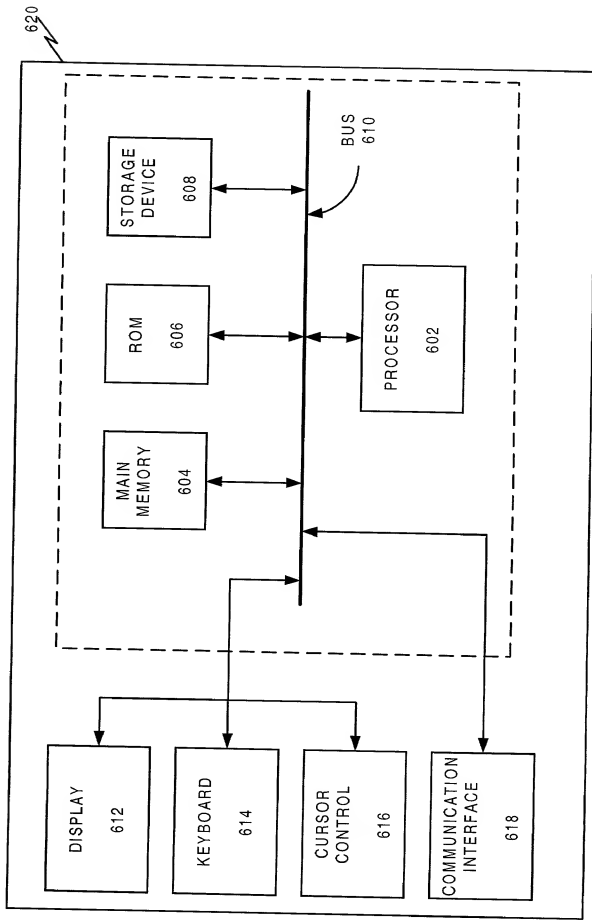 620
DISPLAY
612
KEYBOARD
614
CURSOR
CONTROL
616
COMMUNICATION
INTERFACE
618
MAIN
MEMORY
604
ROM
606
STORAGE
DEVICE
608
BUS
610
PROCESSOR
602